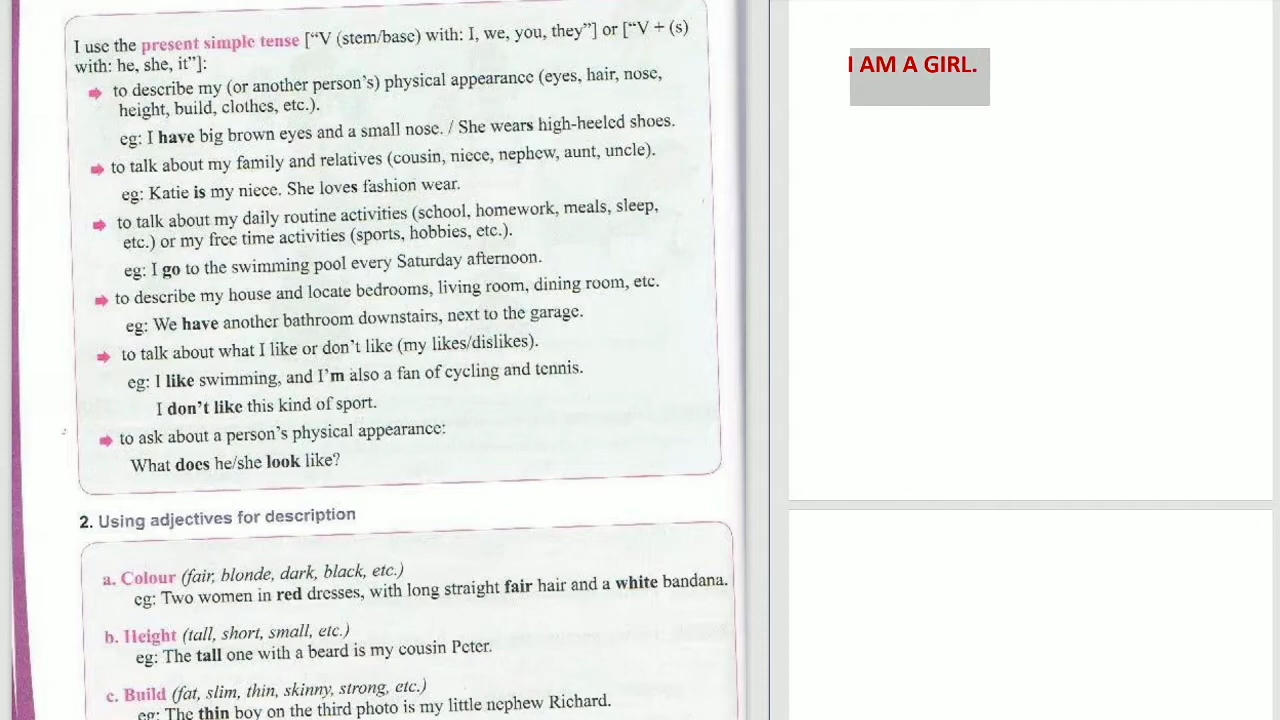 I use the present simple tense [“V (stem/base) with: I, we, you, they”] or [“V + (s)
with: he, she, it”]:
to describe my (or another person’s) physical appearance (eyes, hair, nose,
height, build, clothes, etc.).
eg: I have big brown eyes and a small nose. / She wears high-heeled shoes.
to talk about my family and relatives (cousin, niece, nephew, aunt, uncle).
eg: Katie is my niece. She loves fashion wear.
to talk about my daily routine activities (school, homework, meals, sleep,
etc.) or my free time activities (sports, hobbies, etc.).
eg: I go to the swimming pool every Saturday afternoon.
to describe my house and locate bedrooms, living room, dining room, etc.
eg: We have another bathroom downstairs, next to the garage.
to talk about what I like or don’t like (my likes/dislikes).
eg: I like swimming, and I’m also a fan of cycling and tennis.
I don’t like this kind of sport.
to ask about a person’s physical appearance:
What does he/she look like?
2. Using adjectives for description
a. Colour (fair, blonde, dark, black, etc.)
eg: Two women in red dresses, with long straight fair hair and a white bandana.
b. Height (tall, short, small, etc.)
eg: The tall one with a beard is my cousin Peter.
c. Build (fat, slim, thin, skinny, strong, etc.)
eg: The thin boy on the third photo is my little nephew Richard.
I AM A GIRL.